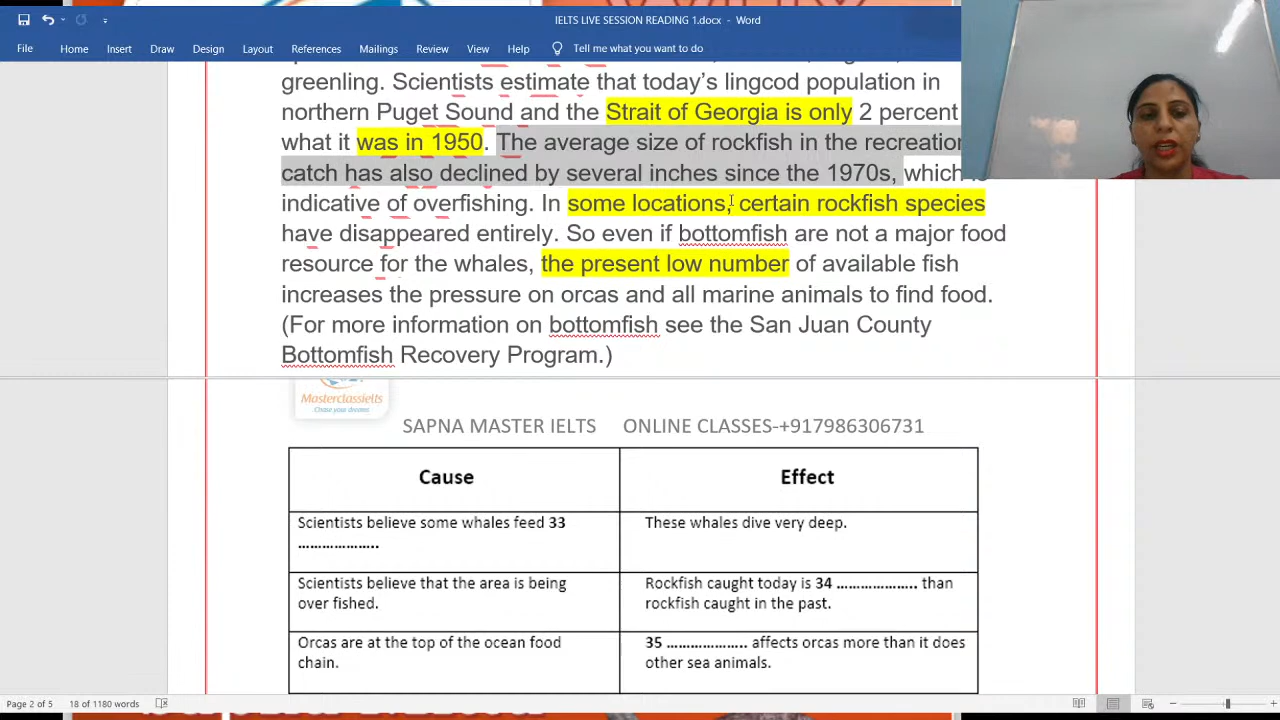 IELTS LIVE SESSION READING 1.docx - Word
File Home Insert Draw Design Layout References Mailings Review View Help Tell me what you want to do
greenling. Scientists estimate that today's lingcod population in
northern Puget Sound and the Strait of Georgia is only 2 percent
what it was in 1950. The average size of rockfish in the recreation
catch has also declined by several inches since the 1970s, which is
indicative of overfishing. In some locations, certain rockfish species
have disappeared entirely. So even if bottomfish are not a major food
resource for the whales, the present low number of available fish
increases the pressure on orcas and all marine animals to find food.
(For more information on bottomfish see the San Juan County
Bottomfish Recovery Program.)
Masterclassielts
SAPNA MASTER IELTS ONLINE CLASSES-+917986306731
Cause Effect
Scientists believe some whales feed 33 These whales dive very deep.
………………..
Scientists believe that the area is being Rockfish caught today is 34 ……………….. than
over fished. rockfish caught in the past.
Orcas are at the top of the ocean food 35 ……………….. affects orcas more than it does
chain. other sea animals.
Page 2 of 5 18 of 1180 words